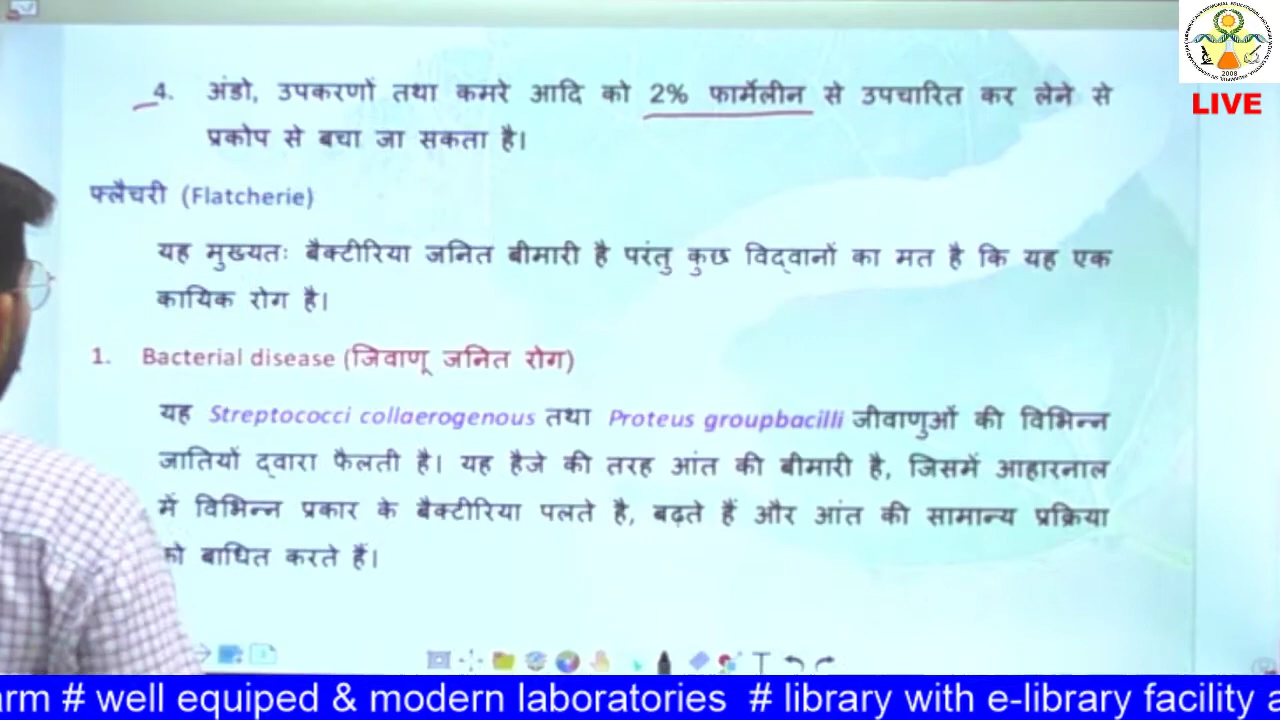 4. अंडो, उपकरणों तथा कमरे आदि को 2% फार्मेलीन से उपचारित कर लेने से
प्रकोप से बचा जा सकता है।
फ्लैचरी (Flatcherie)
यह मुख्यतः बैक्टीरिया जनित बीमारी है परंतु कुछ विद्वानों का मत है कि यह एक
कायिक रोग है।
1. Bacterial disease (जिवाणू जनित रोग)
यह Streptococci collaerogenous तथा Proteus groupbacilli जीवाणुओं की विभिन्न
जातियों द्वारा फैलती है। यह हैजे की तरह आंत की बीमारी है, जिसमें आहारनाल
में विभिन्न प्रकार के बैक्टीरिया पलते है, बढ़ते हैं और आंत की सामान्य प्रक्रिया
को बाधित करते हैं।
2008
LIVE
arm # well equiped & modern laboratories # library with e-library facility a